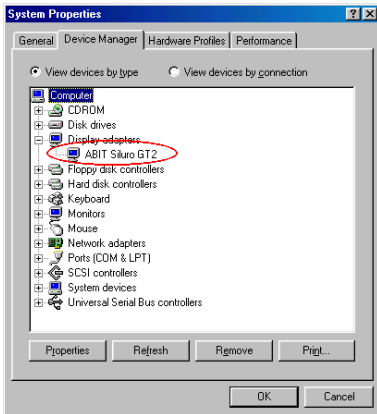 System Properties
General Device Manager Hardware Profiles Performance
View devices by type View devices by connection
Computer
CDROM
Disk drives
Display adapters
ABIT Siluro GT2
Floppy disk controllers
Hard disk controllers
Keyboard
Monitors
Mouse
Network adapters
Ports (COM & LPT)
SCSI controllers
System devices
Universal Serial Bus controllers
Properties Refresh Remove Print...
OK Cancel